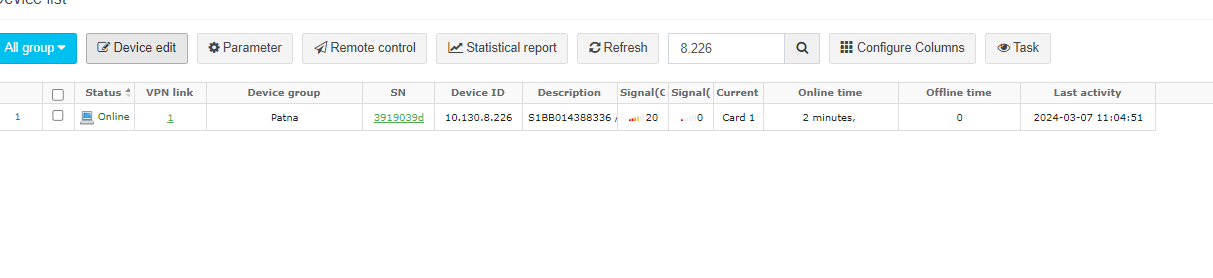 Device list
All group Device edit Parameter Remote control Statistical report Refresh 8.226 Configure Columns Task
Status VPN link Device group SN Device ID Description Signal(C Signal( Current Online time Offline time Last activity
1 Online 1 Patna 3919039d 10.130.8.226 S1BB014388336 / 20 0 Card 1 2 minutes, 0 2024-03-07 11:04:51